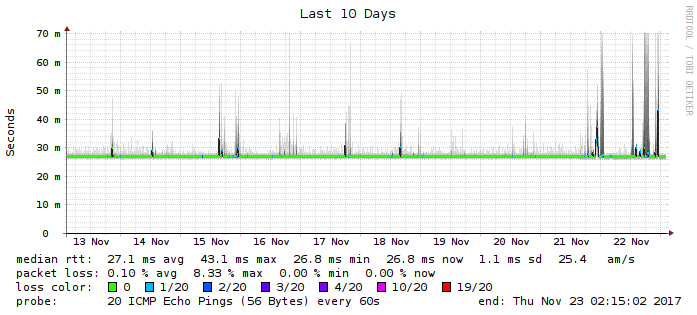 Last 10 Days
RRDTOOL / TOBI OETIKER
Seconds
70 m
60 m
50 m
40 m
30 m
20 m
10 m
0
13 Nov 14 Nov 15 Nov 16 Nov 17 Nov 18 Nov 19 Nov 20 Nov 21 Nov 22 Nov
median rtt: 27.1 ms avg 43.1 ms max 26.8 ms min 26.8 ms now 1.1 ms sd 25.4 am/s
packet loss: 0.10 % avg 8.33 % max 0.00 % min 0.00 % now
loss color: 0 1/20 2/20 3/20 4/20 10/20 19/20
probe: 20 ICMP Echo Pings (56 Bytes) every 60s end: Thu Nov 23 02:15:02 2017